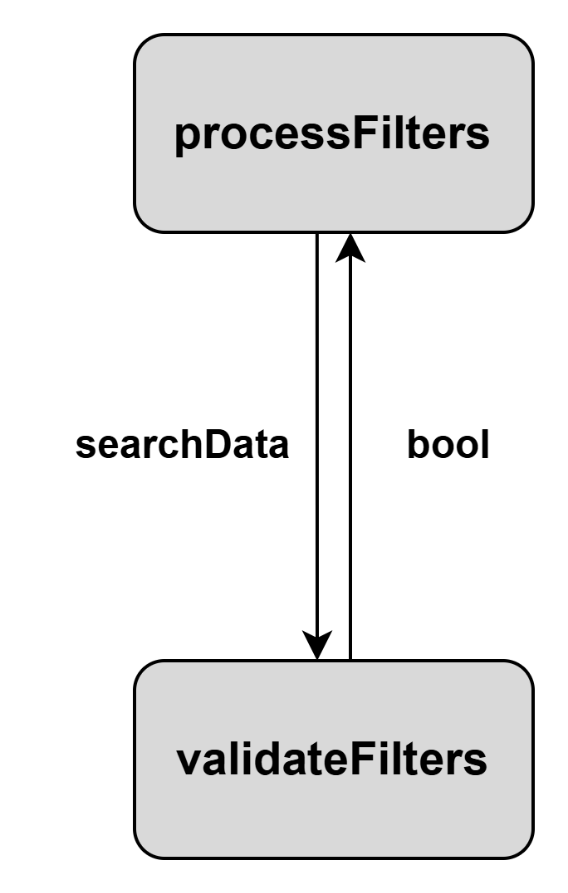 processFilters
searchData
bool
validateFilters